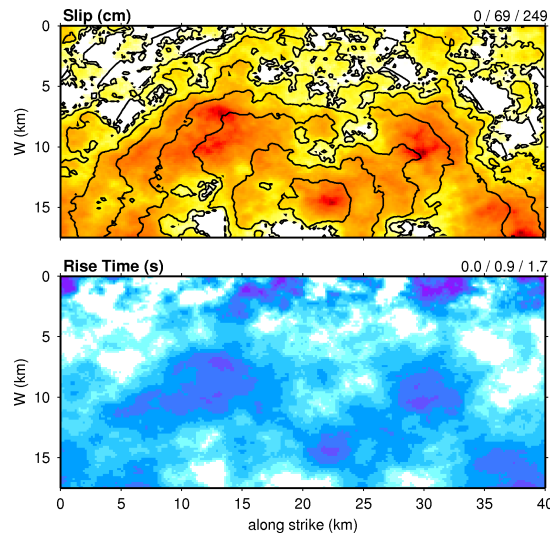 Slip (cm) 0 / 69 / 249
0
5
10
15
W (km)
Rise Time (s) 0.0 / 0.9 / 1.7
0
5
10
15
W (km)
0 5 10 15 20 25 30 35 40
along strike (km)